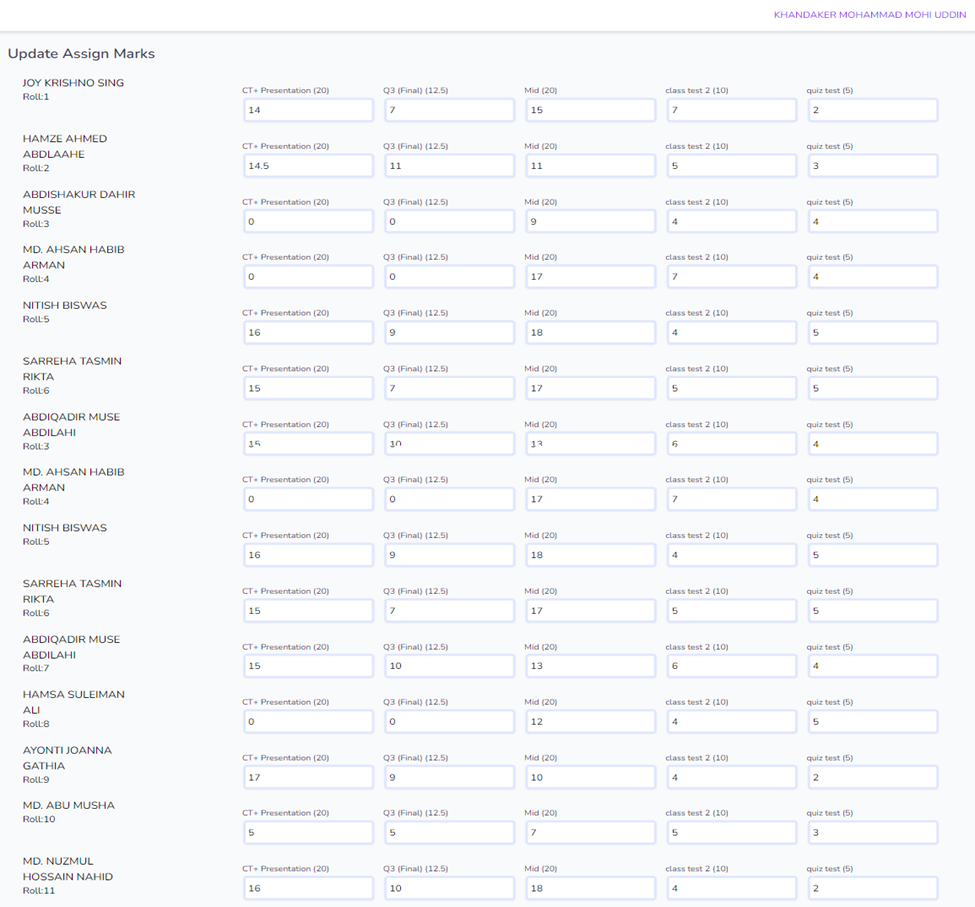 KHANDAKER MOHAMMAD MOHI UDDIN
Update Assign Marks
JOY KRISHNO SING
Roll:1
CT+ Presentation (20) Q3 (Final) (12.5) Mid (20) class test 2 (10) quiz test (5)
14 7 15 7 2
HAMZE AHMED
ABDLAAHE
Roll:2
CT+ Presentation (20) Q3 (Final) (12.5) Mid (20) class test 2 (10) quiz test (5)
14.5 11 11 5 3
ABDISHAKUR DAHIR
MUSSE
Roll:3
CT+ Presentation (20) Q3 (Final) (12.5) Mid (20) class test 2 (10) quiz test (5)
0 0 9 4 4
MD. AHSAN HABIB
ARMAN
Roll:4
CT+ Presentation (20) Q3 (Final) (12.5) Mid (20) class test 2 (10) quiz test (5)
0 0 17 7 4
NITISH BISWAS
Roll:5
CT+ Presentation (20) Q3 (Final) (12.5) Mid (20) class test 2 (10) quiz test (5)
16 9 18 4 5
SARREHA TASMIN
RIKTA
Roll:6
CT+ Presentation (20) Q3 (Final) (12.5) Mid (20) class test 2 (10) quiz test (5)
15 7 17 5 5
ABDIQADIR MUSE
ABDILAHI
Roll:3
CT+ Presentation (20) Q3 (Final) (12.5) Mid (20) class test 2 (10) quiz test (5)
15 10 13 6 4
MD. AHSAN HABIB
ARMAN
Roll:4
CT+ Presentation (20) Q3 (Final) (12.5) Mid (20) class test 2 (10) quiz test (5)
0 0 17 7 4
NITISH BISWAS
Roll:5
CT+ Presentation (20) Q3 (Final) (12.5) Mid (20) class test 2 (10) quiz test (5)
16 9 18 4 5
SARREHA TASMIN
RIKTA
Roll:6
CT+ Presentation (20) Q3 (Final) (12.5) Mid (20) class test 2 (10) quiz test (5)
15 7 17 5 5
ABDIQADIR MUSE
ABDILAHI
Roll:7
CT+ Presentation (20) Q3 (Final) (12.5) Mid (20) class test 2 (10) quiz test (5)
15 10 13 6 4
HAMSA SULEIMAN
ALI
Roll:8
CT+ Presentation (20) Q3 (Final) (12.5) Mid (20) class test 2 (10) quiz test (5)
0 0 12 4 5
AYONTI JOANNA
GATHIA
Roll:9
CT+ Presentation (20) Q3 (Final) (12.5) Mid (20) class test 2 (10) quiz test (5)
17 9 10 4 2
MD. ABU MUSHA
Roll:10
CT+ Presentation (20) Q3 (Final) (12.5) Mid (20) class test 2 (10) quiz test (5)
5 5 7 5 3
MD. NUZMUL
HOSSAIN NAHID
Roll:11
CT+ Presentation (20) Q3 (Final) (12.5) Mid (20) class test 2 (10) quiz test (5)
16 10 18 4 2